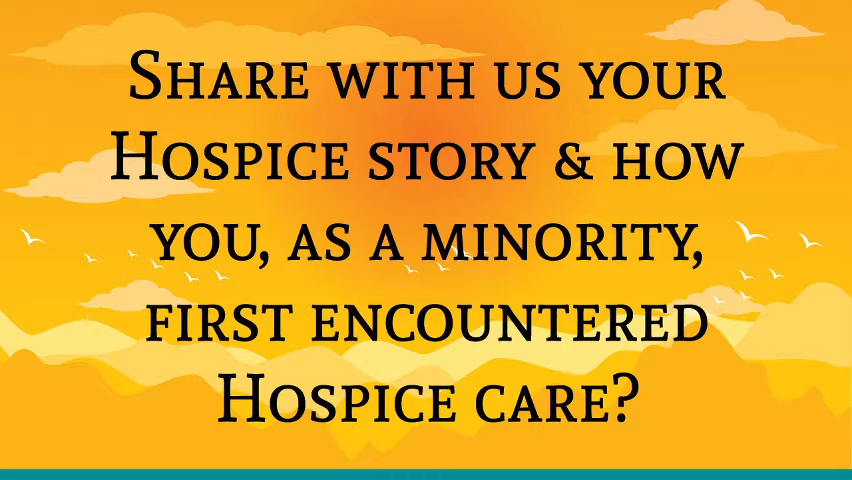 Share with us your
Hospice story & how
you, as a minority,
first encountered
Hospice care?